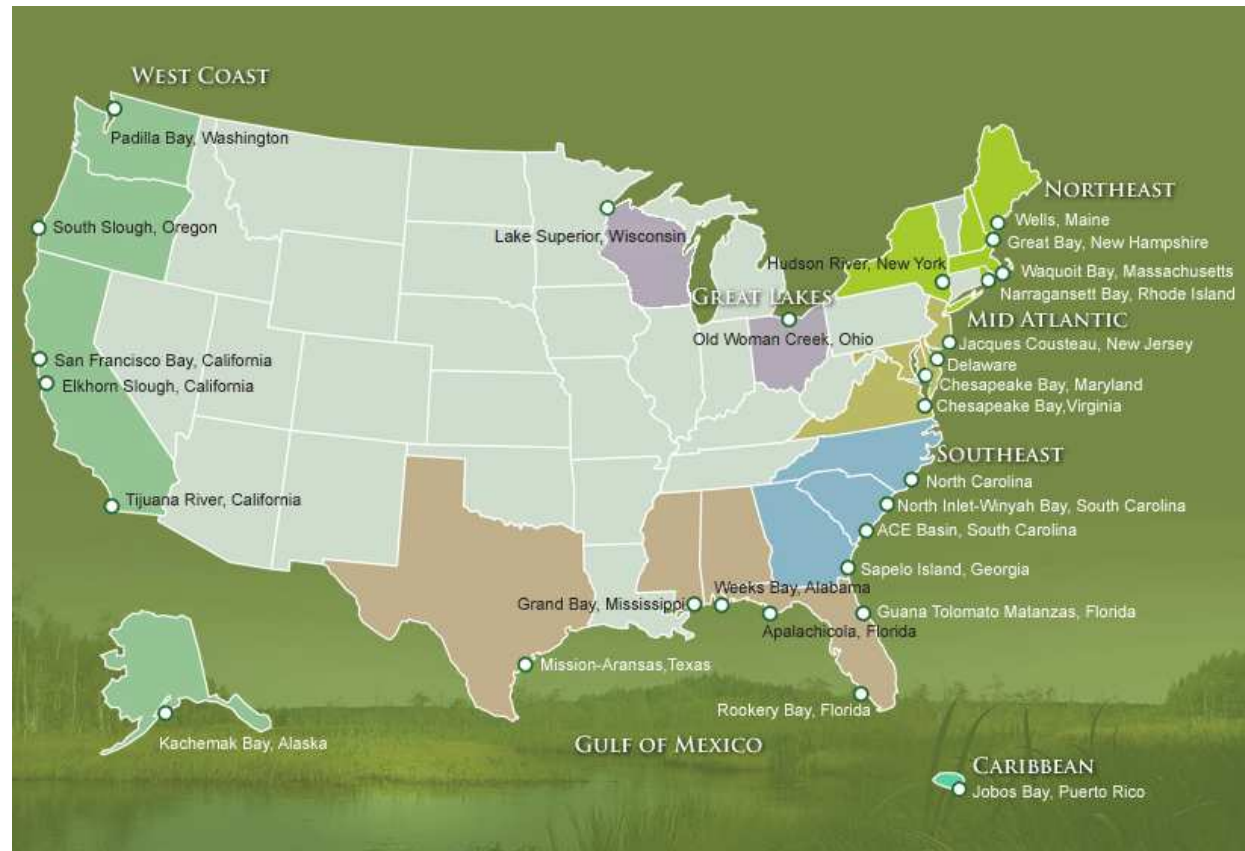 WEST COAST
Padilla Bay, Washington
South Slough, Oregon
San Francisco Bay, California
Elkhorn Slough, California
Tijuana River, California
Kachemak Bay, Alaska
Lake Superior, Wisconsin
GREAT LAKES
Old Woman Creek, Ohio
NORTHEAST
Wells, Maine
Great Bay, New Hampshire
Hudson River, New York
Waquoit Bay, Massachusetts
Narragansett Bay, Rhode Island
MID ATLANTIC
Jacques Cousteau, New Jersey
Delaware
Chesapeake Bay, Maryland
Chesapeake Bay,Virginia
SOUTHEAST
North Carolina
North Inlet-Winyah Bay, South Carolina
ACE Basin, South Carolina
Sapelo Island, Georgia
Guana Tolomato Matanzas, Florida
Weeks Bay, Alabama
Grand Bay, Mississippi
Apalachicola, Florida
Mission-Aransas,Texas
Rookery Bay, Florida
GULF OF MEXICO
CARIBBEAN
Jobos Bay, Puerto Rico